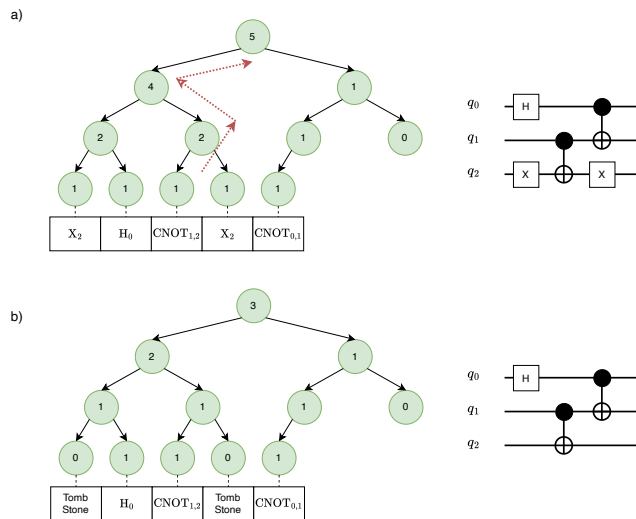 a)
5
4 1
2 2 1 0
1 1 1 1 1
X₂ H₀ CNOT₁,₂ X₂ CNOT₀,₁
q₀ H
q₁
q₂ X X
b)
3
2 1
1 1 1 0
0 1 1 0 1
Tomb Stone H₀ CNOT₁,₂ Tomb Stone CNOT₀,₁
q₀ H
q₁
q₂